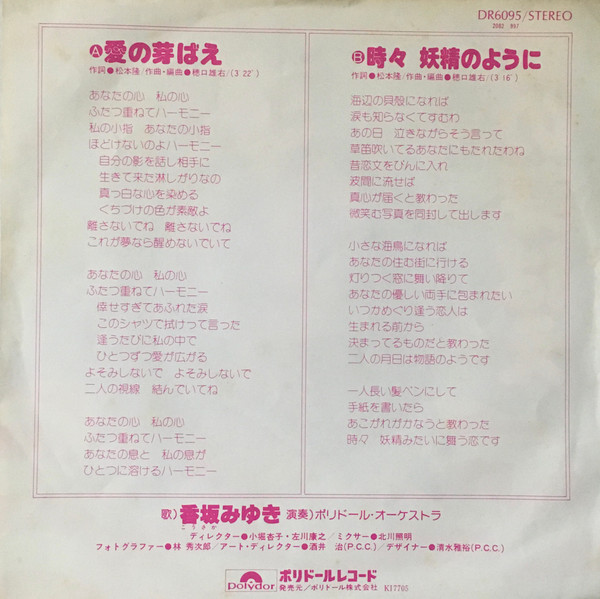 DR6095/STEREO
2082 847
Ⓐ愛の芽ばえ
作詞●松本隆/作曲・編曲●穂口雄右/(3´22˝)
あなたの心 私の心
ふたつ重ねてハーモニー
私の小指 あなたの小指
ほどけないのよハーモニー
自分の影を話し相手に
生きて来た淋しがりなの
真っ白な心を染める
くちづけの色が素敵よ
離さないでね 離さないでね
これが夢なら醒めないでいて
あなたの心 私の心
ふたつ重ねてハーモニー
倖せすぎてあふれた涙
このシャツで拭けって言った
逢うたびに私の中で
ひとつずつ愛が広がる
よそみしないで よそみしないで
二人の視線 結んでいてね
あなたの心 私の心
ふたつ重ねてハーモニー
あなたの息と 私の息が
ひとつに溶けるハーモニー
Ⓑ時々 妖精のように
作詞●松本隆/作曲・編曲●穂口雄右/(3´16˝)
海辺の貝殻になれば
涙も知らなくてすむわ
あの日 泣きながらそう言って
草笛吹いてるあなたにもたれたわね
昔恋文をびんに入れ
波間に流せば
真心が届くと教わった
微笑む写真を同封して出します
小さな海鳥になれば
あなたの住む街に行ける
灯りつく窓に舞い降りて
あなたの優しい両手に包まれたい
いつかめぐり逢う恋人は
生まれる前から
決まってるものだと教わった
二人の月日は物語のようです
一人長い髪ペンにして
手紙を書いたら
あこがれがかなうと教わった
時々 妖精みたいに舞う恋です
歌)香坂みゆき 演奏)ポリドール・オーケストラ
こうさか
ディレクター●小堀杏子・左川康之/ミクサー●北川照明
フォトグラファー●林 秀次郎/アート・ディレクター●酒井 治(P.C.C.)/デザイナー●清水雅裕(P.C.C.)
Polydor ポリドールレコード
発売元/ポリドール株式会社 K17705